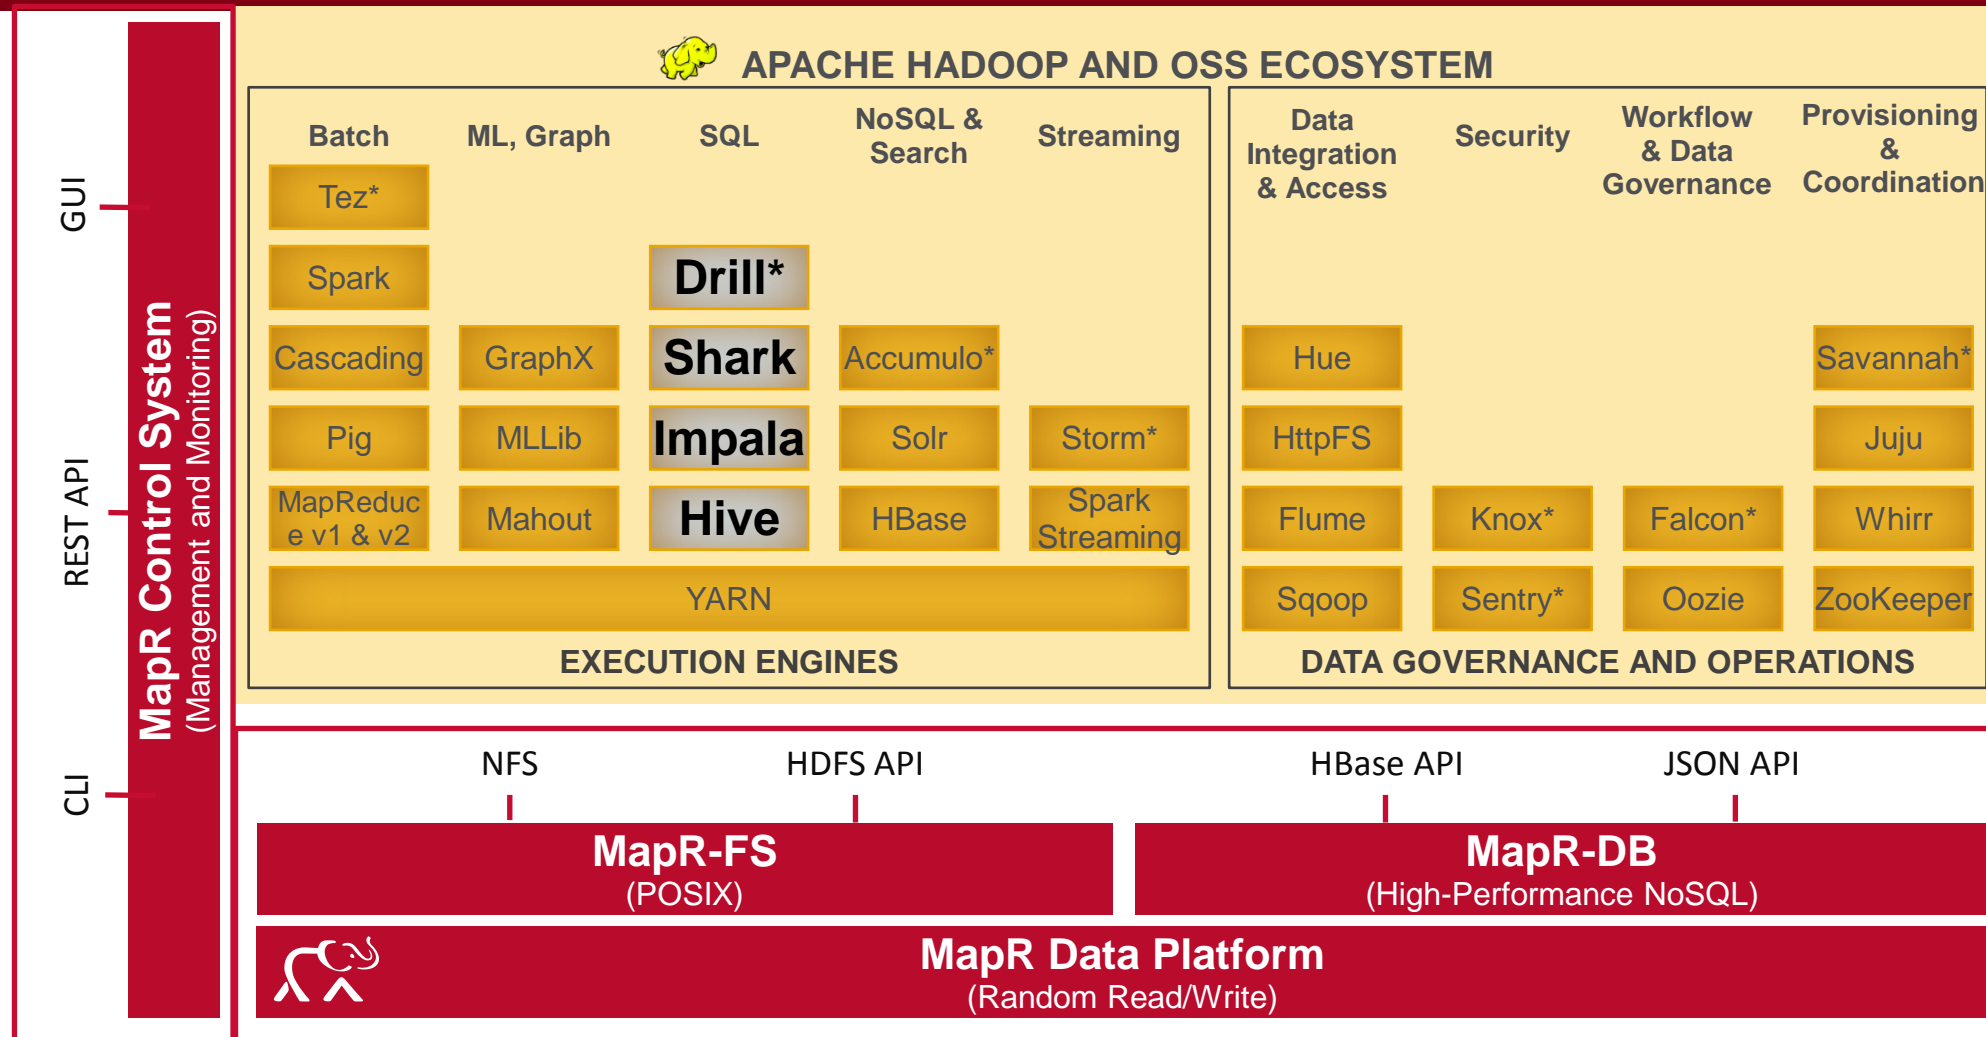 APACHE HADOOP AND OSS ECOSYSTEM
Batch
ML, Graph
SQL
NoSQL &
Search
Streaming
Tez*
Spark
Drill*
Cascading
GraphX
Shark
Accumulo*
Pig
MLLib
Impala
Solr
Storm*
MapReduc
e v1 & v2
Mahout
Hive
HBase
Spark
Streaming
YARN
EXECUTION ENGINES
Data
Integration
& Access
Security
Workflow
& Data
Governance
Provisioning
&
Coordination
Hue
Savannah*
HttpFS
Juju
Flume
Knox*
Falcon*
Whirr
Sqoop
Sentry*
Oozie
ZooKeeper
DATA GOVERNANCE AND OPERATIONS
GUI
REST API
CLI
MapR Control System
(Management and Monitoring)
NFS
HDFS API
HBase API
JSON API
MapR-FS
(POSIX)
MapR-DB
(High-Performance NoSQL)
MapR Data Platform
(Random Read/Write)